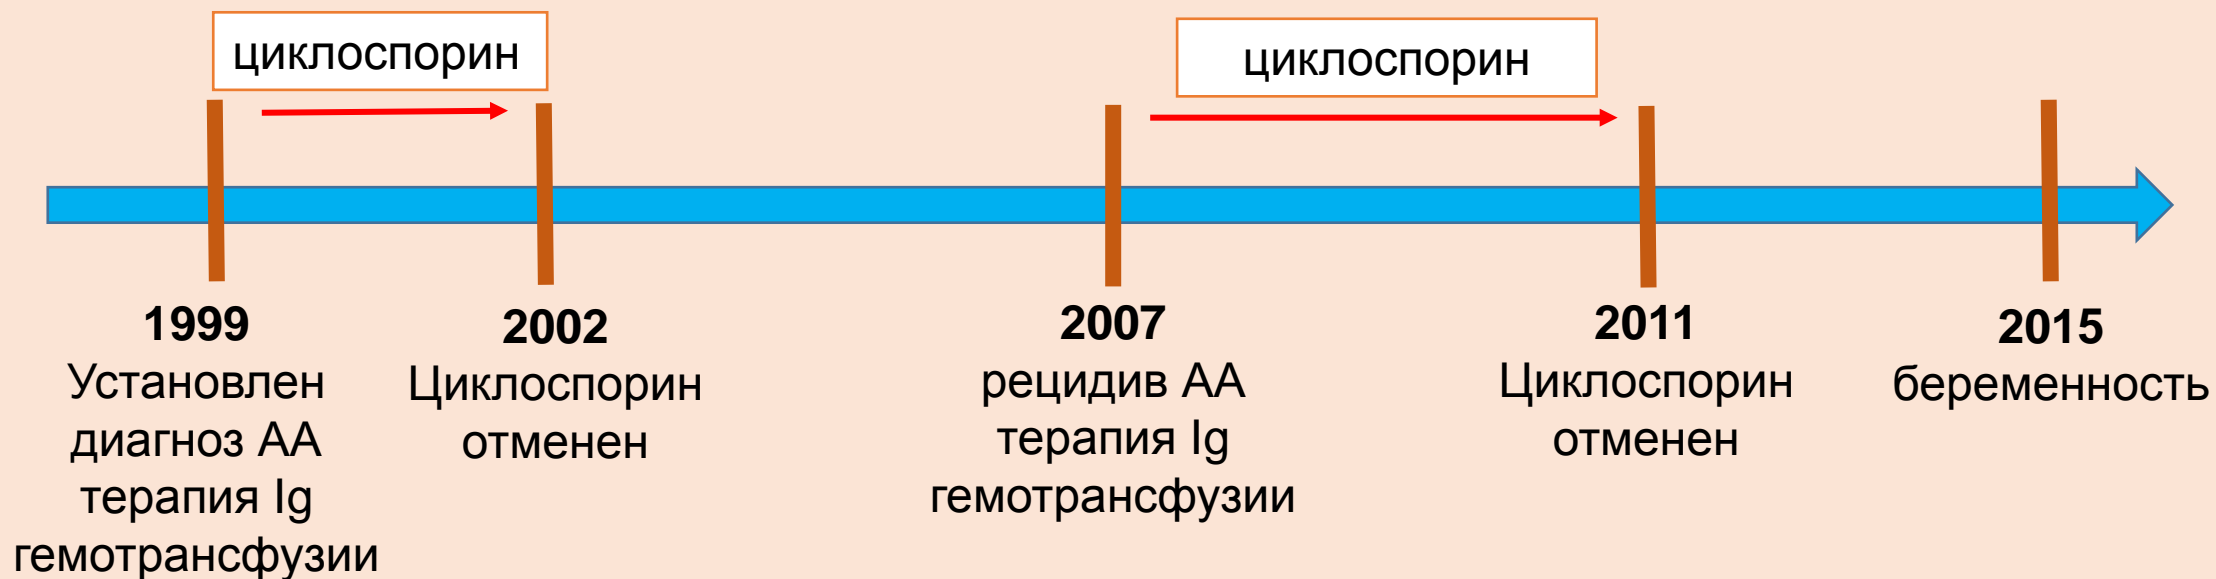 циклоспорин
циклоспорин
1999
Установлен
диагноз АА
терапия Ig
гемотрансфузии
2002
Циклоспорин
отменен
2007
рецидив АА
терапия Ig
гемотрансфузии
2011
Циклоспорин
отменен
2015
беременность